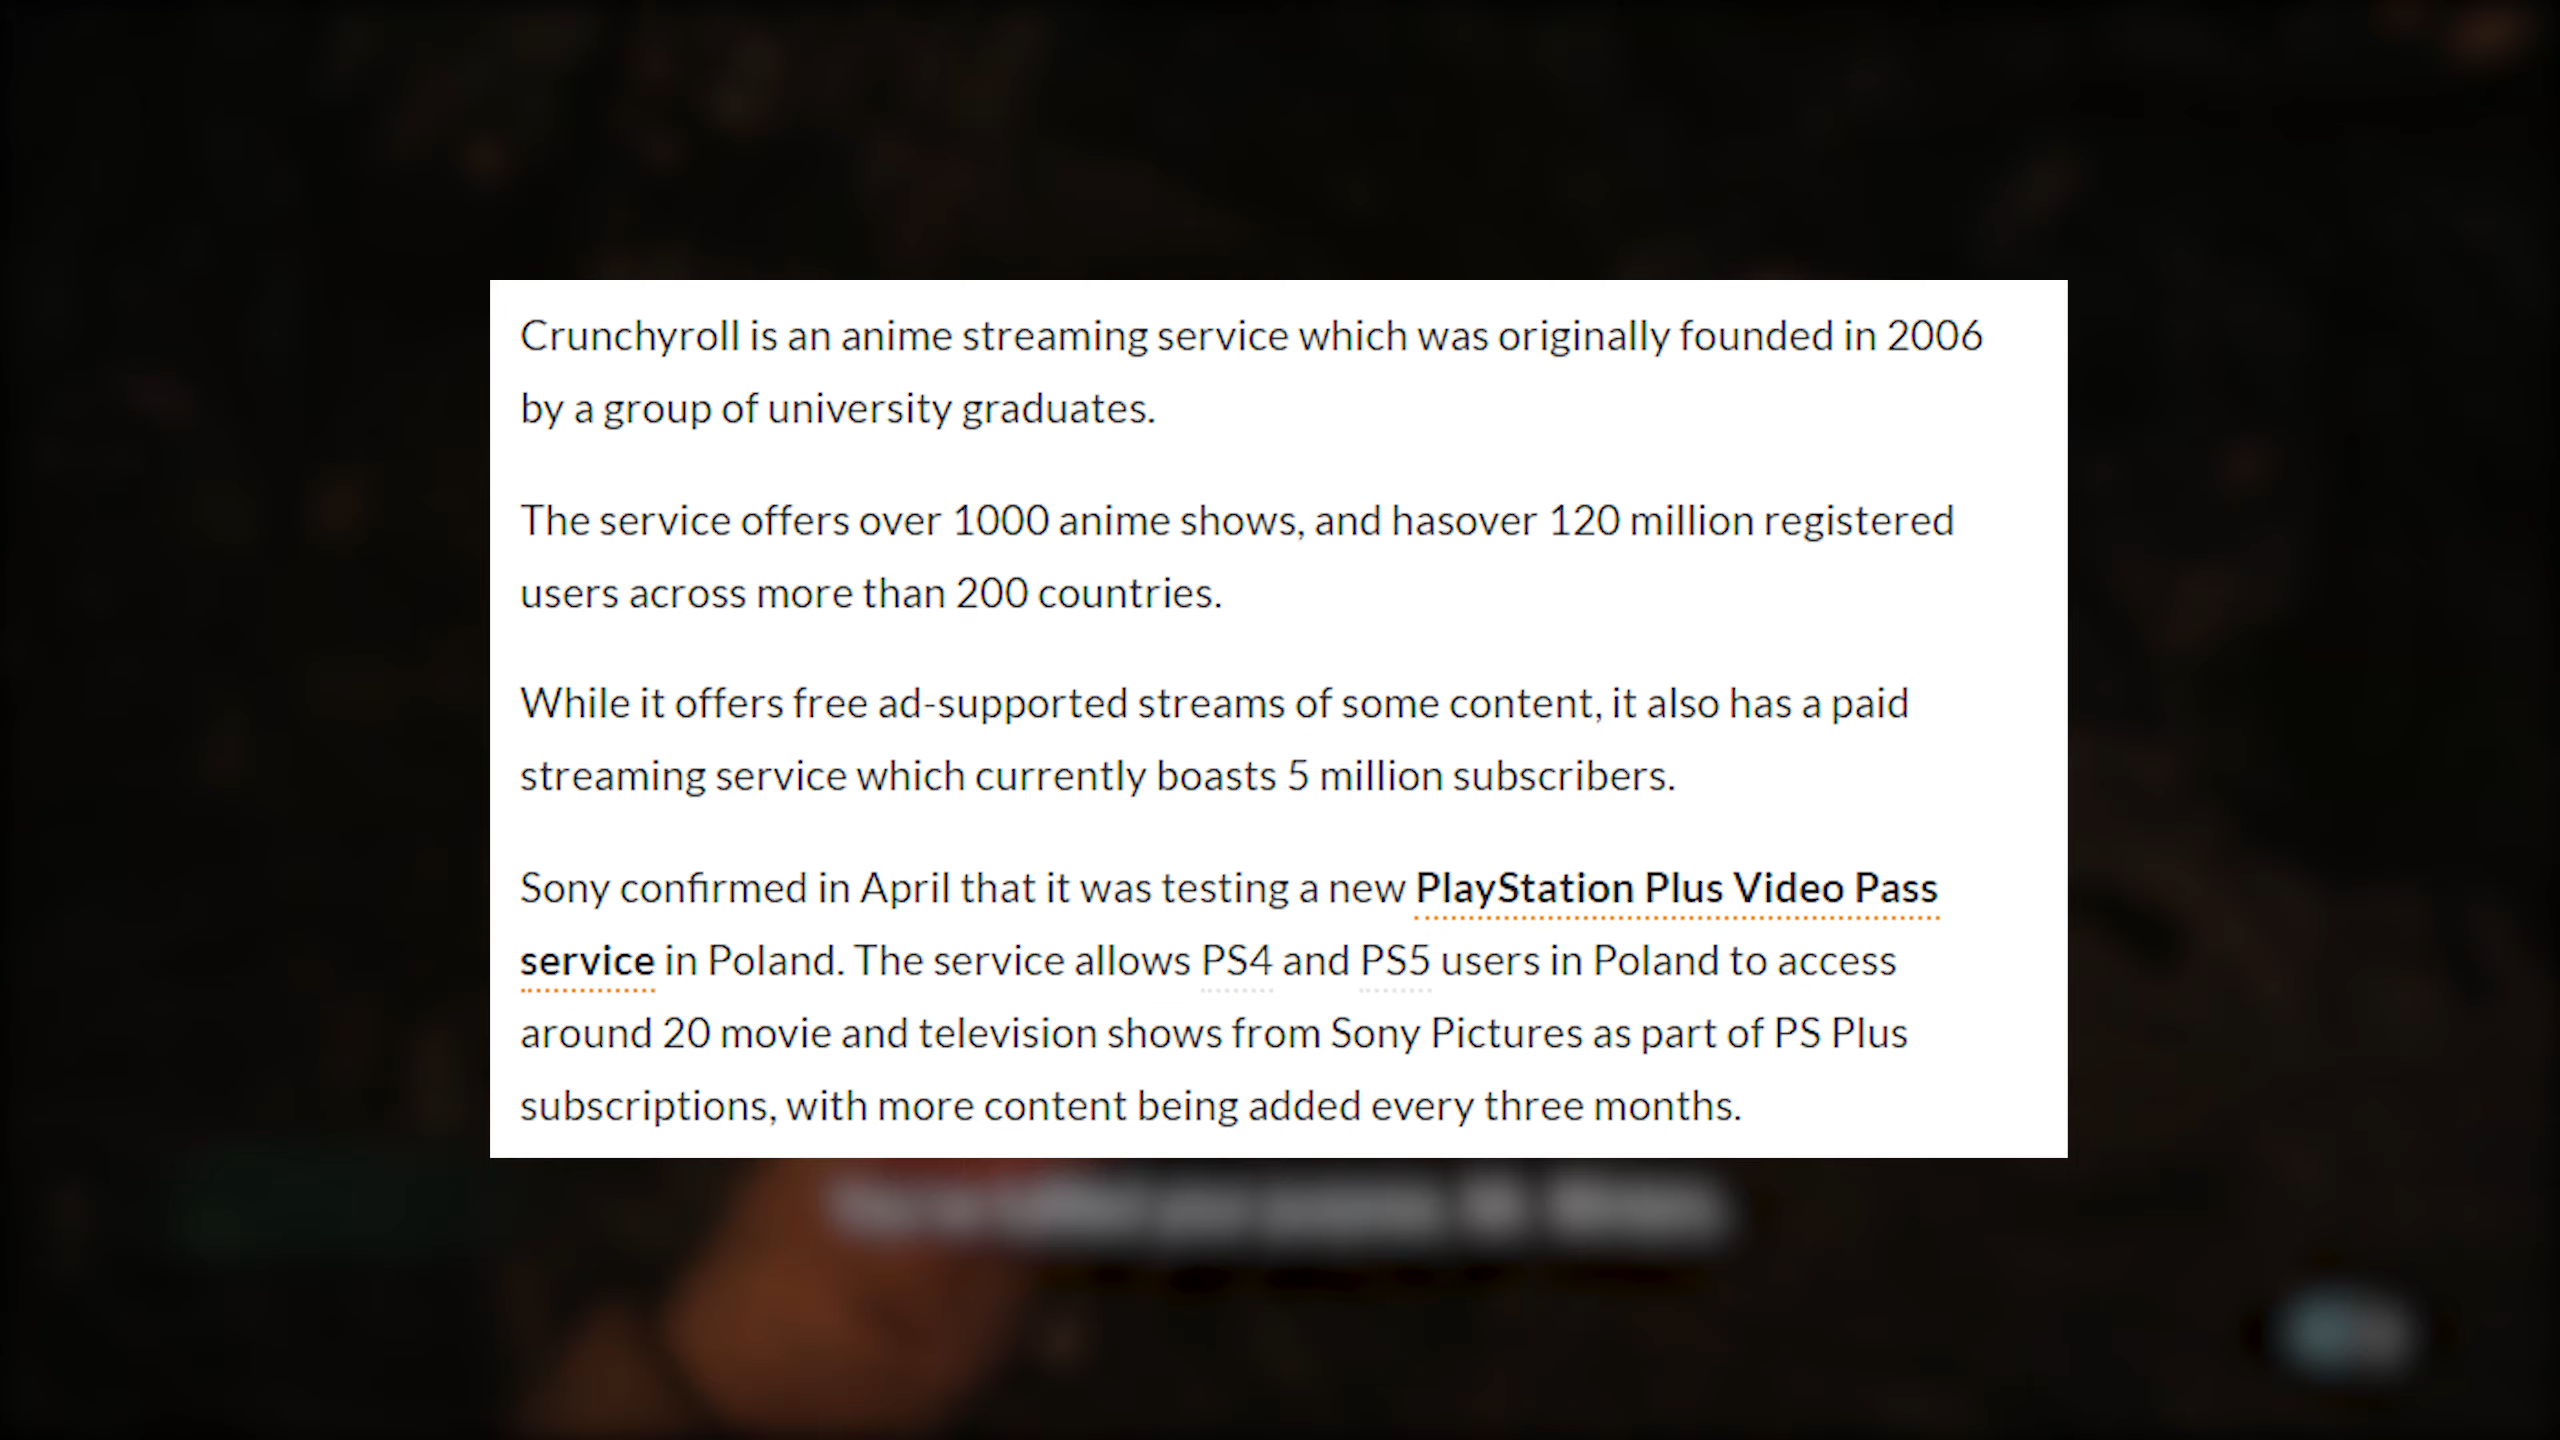 Crunchyroll is an anime streaming service which was originally founded in 2006
by a group of university graduates.
The service offers over 1000 anime shows, and hasover 120 million registered
users across more than 200 countries.
While it offers free ad-supported streams of some content, it also has a paid
streaming service which currently boasts 5 million subscribers.
Sony confirmed in April that it was testing a new PlayStation Plus Video Pass
service in Poland. The service allows PS4 and PS5 users in Poland to access
around 20 movie and television shows from Sony Pictures as part of PS Plus
subscriptions, with more content being added every three months.